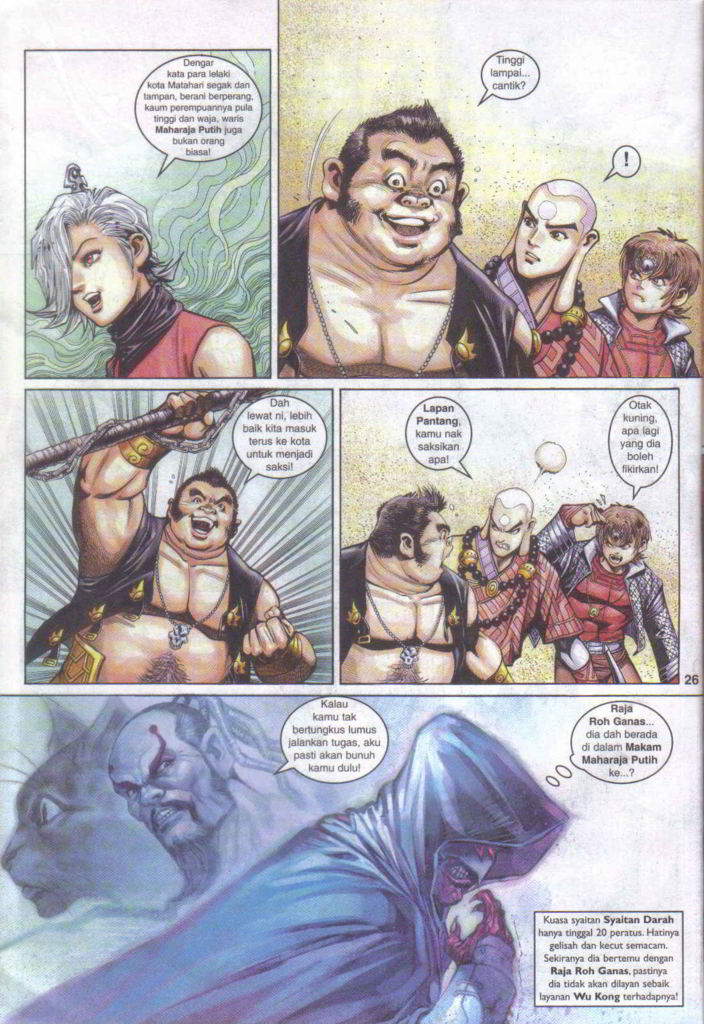 Dengar
kata para lelaki
kota Matahari segak dan
tampan, berani berperang,
kaum perempuannya pula
tinggi dan waja, waris
Maharaja Putih juga
bukan orang
biasa!
Tinggi
lampai...
cantik?
!
Dah
lewat ni, lebih
baik kita masuk
terus ke kota
untuk menjadi
saksi!
Lapan
Pantang,
kamu nak
saksikan
apa!
Otak
kuning,
apa lagi
yang dia
boleh
fikirkan!
26
Kalau
kamu tak
bertungkus lumus
jalankan tugas, aku
pasti akan bunuh
kamu dulu!
Raja
Roh Ganas...
dia dah berada
di dalam Makam
Maharaja Putih
ke...?
Kuasa syaitan Syaitan Darah
hanya tinggal 20 peratus. Hatinya
gelisah dan kecut semacam.
Sekiranya dia bertemu dengan
Raja Roh Ganas, pastinya
dia tidak akan dilayan sebaik
layanan Wu Kong terhadapnya!